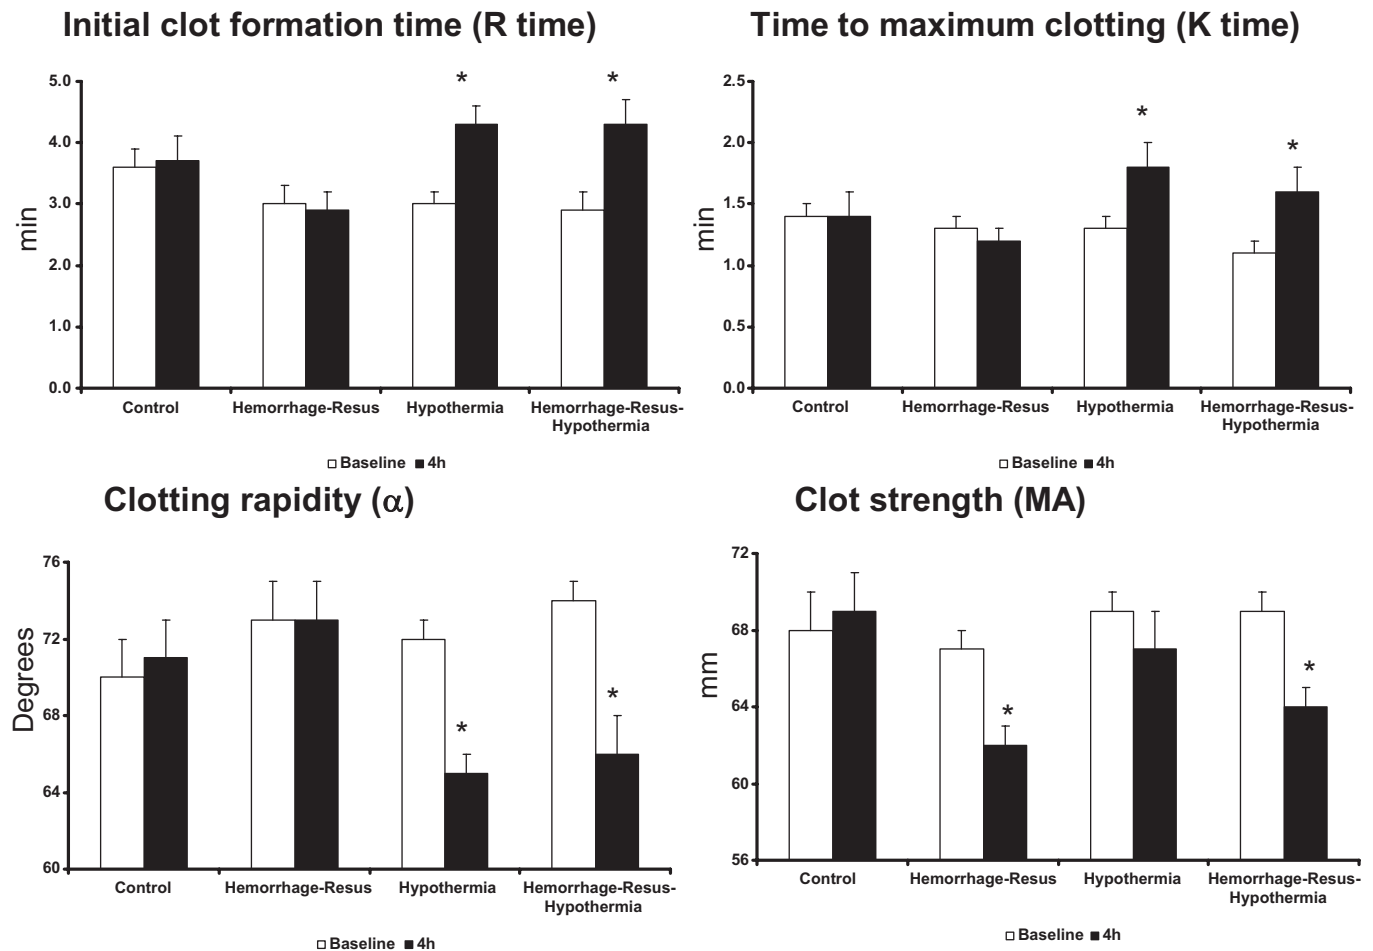 Initial clot formation time (R time)
5.0
4.0
3.0
2.0
1.0
0.0
min
*
*
Control
Hemorrhage-Resus
Hypothermia
Hemorrhage-Resus-
Hypothermia
Baseline 4h
Time to maximum clotting (K time)
2.5
2.0
1.5
1.0
0.5
0.0
min
*
*
Control
Hemorrhage-Resus
Hypothermia
Hemorrhage-Resus-
Hypothermia
Baseline 4h
Clotting rapidity (α)
76
72
68
64
60
Degrees
*
*
Control
Hemorrhage-Resus
Hypothermia
Hemorrhage-Resus-
Hypothermia
Baseline 4h
Clot strength (MA)
72
68
64
60
56
mm
*
*
Control
Hemorrhage-Resus
Hypothermia
Hemorrhage-Resus-
Hypothermia
Baseline 4h